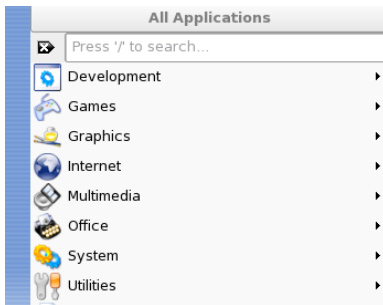 All Applications
Press '/' to search...
Development
Games
Graphics
Internet
Multimedia
Office
System
Utilities